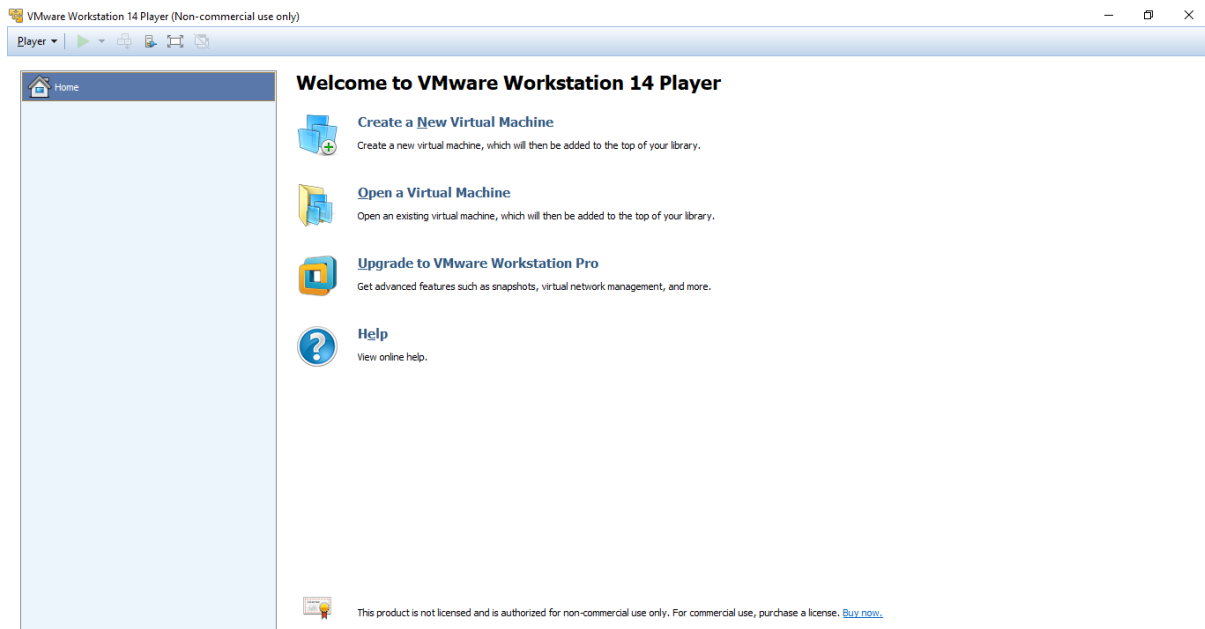 VMware Workstation 14 Player (Non-commercial use only)
Player
Home
Welcome to VMware Workstation 14 Player
Create a New Virtual Machine
Create a new virtual machine, which will then be added to the top of your library.
Open a Virtual Machine
Open an existing virtual machine, which will then be added to the top of your library.
Upgrade to VMware Workstation Pro
Get advanced features such as snapshots, virtual network management, and more.
Help
View online help.
This product is not licensed and is authorized for non-commercial use only. For commercial use, purchase a license. Buy now.